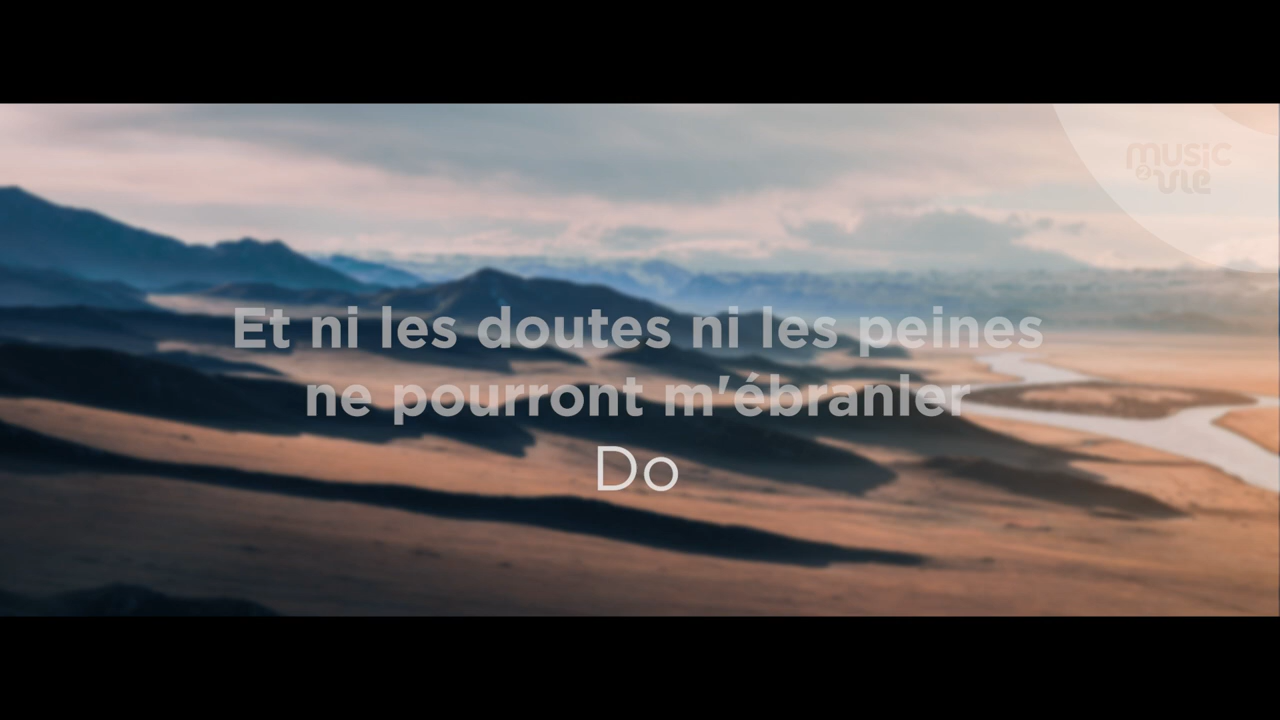 music
2 vie
Et ni les doutes ni les peines
ne pourront m'ébranler
Do